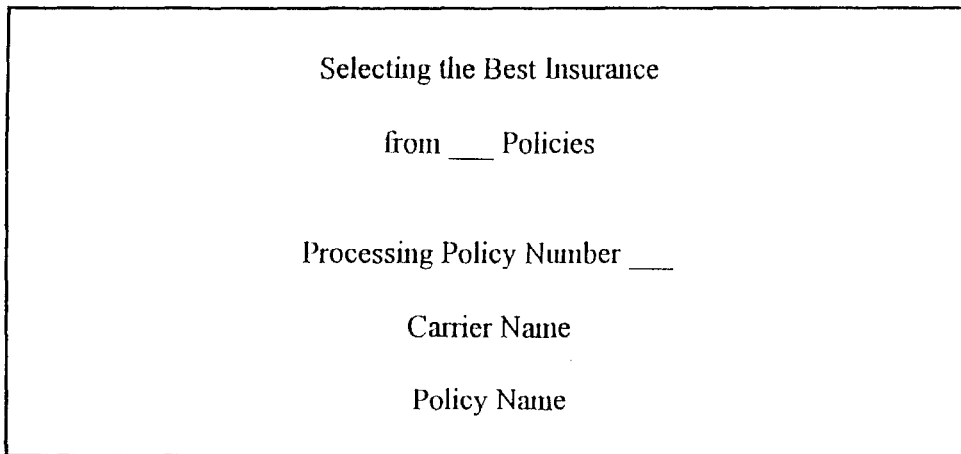 Selecting the Best Insurance
from ___ Policies
Processing Policy Number ___
Carrier Name
Policy Name